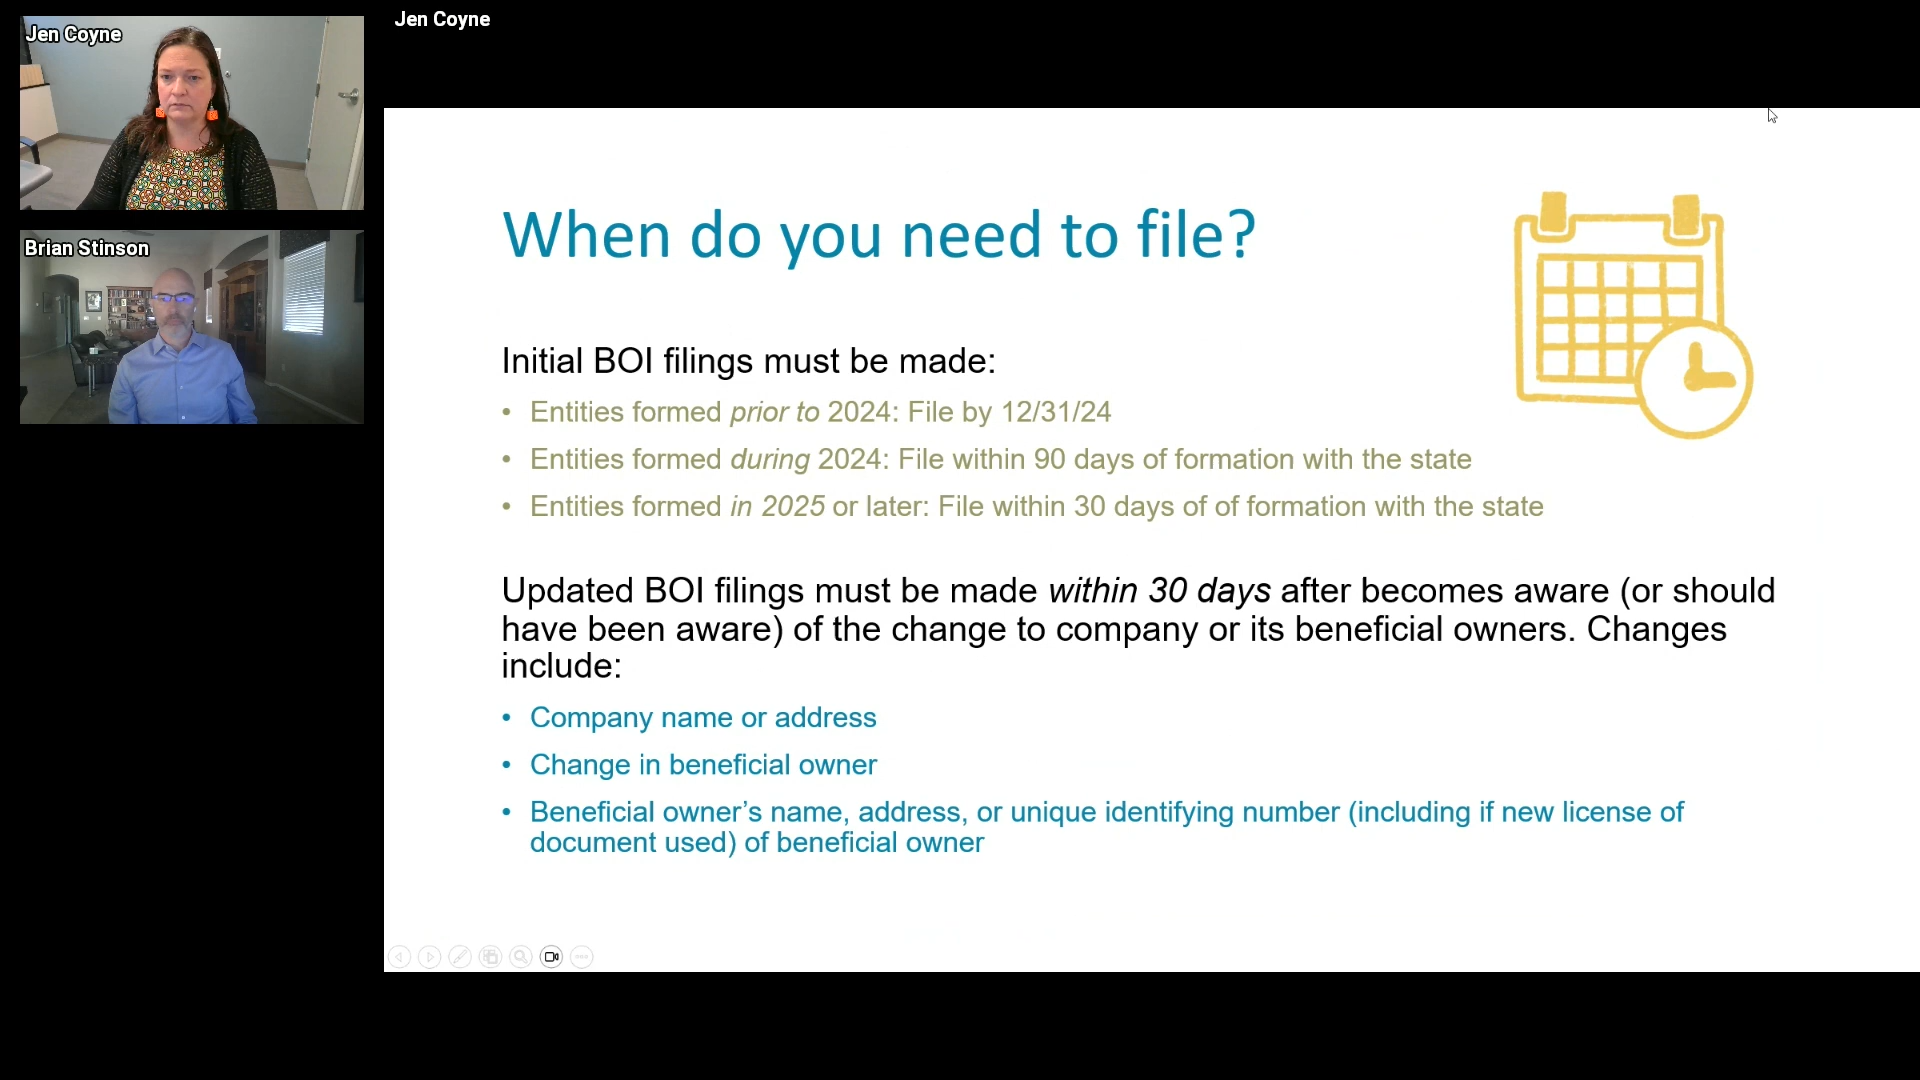 Jen Coyne
Jen Coyne
Brian Stinson
When do you need to file?
Initial BOI filings must be made:
• Entities formed prior to 2024: File by 12/31/24
• Entities formed during 2024: File within 90 days of formation with the state
• Entities formed in 2025 or later: File within 30 days of of formation with the state
Updated BOI filings must be made within 30 days after becomes aware (or should
have been aware) of the change to company or its beneficial owners. Changes
include:
• Company name or address
• Change in beneficial owner
• Beneficial owner’s name, address, or unique identifying number (including if new license of
document used) of beneficial owner